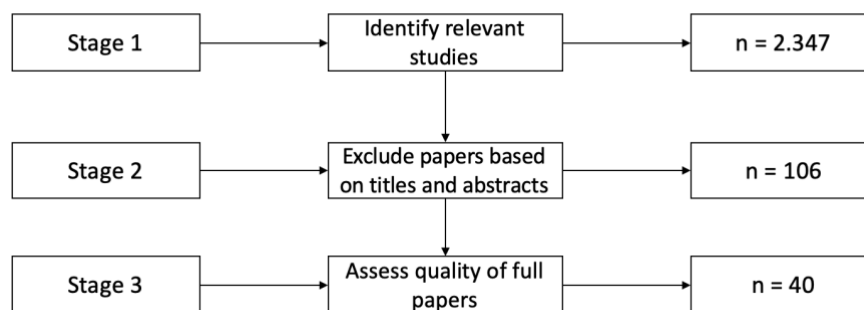 Stage 1
Identify relevant
studies
n = 2.347
Stage 2
Exclude papers based
on titles and abstracts
n = 106
Stage 3
Assess quality of full
papers
n = 40